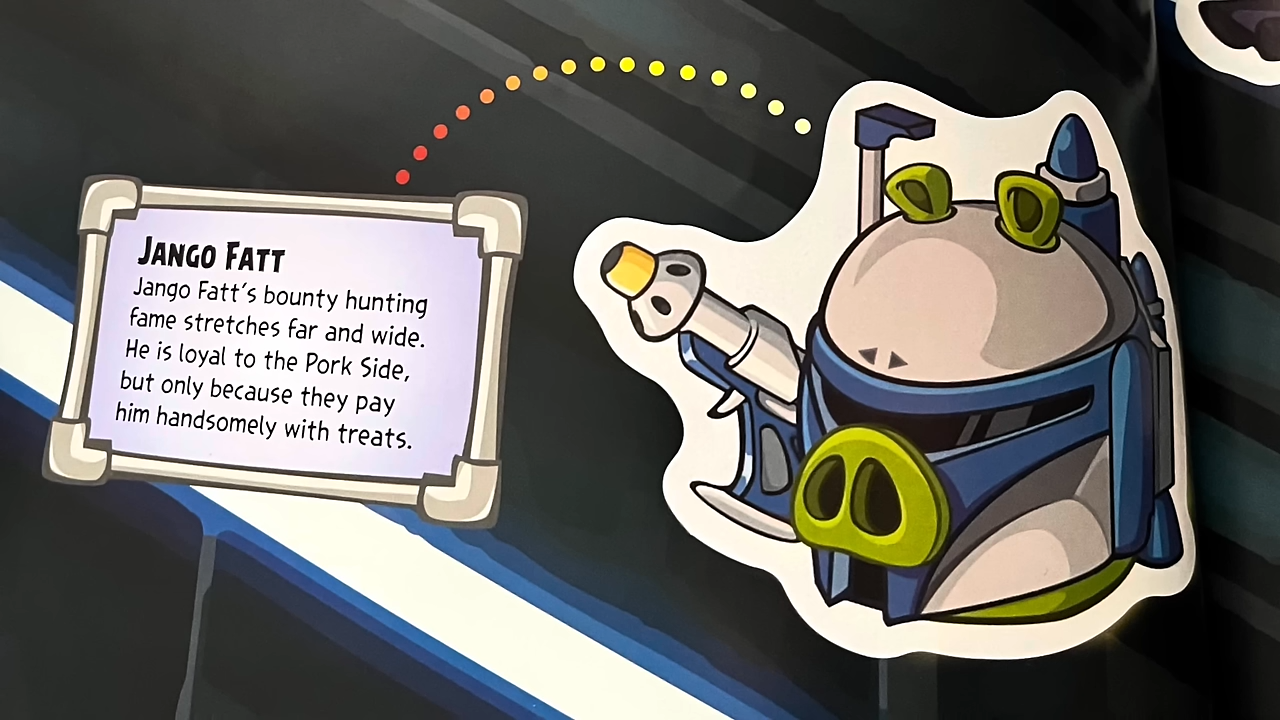 JANGO FATT
Jango Fatt's bounty hunting
fame stretches far and wide.
He is loyal to the Pork Side,
but only because they pay
him handsomely with treats.